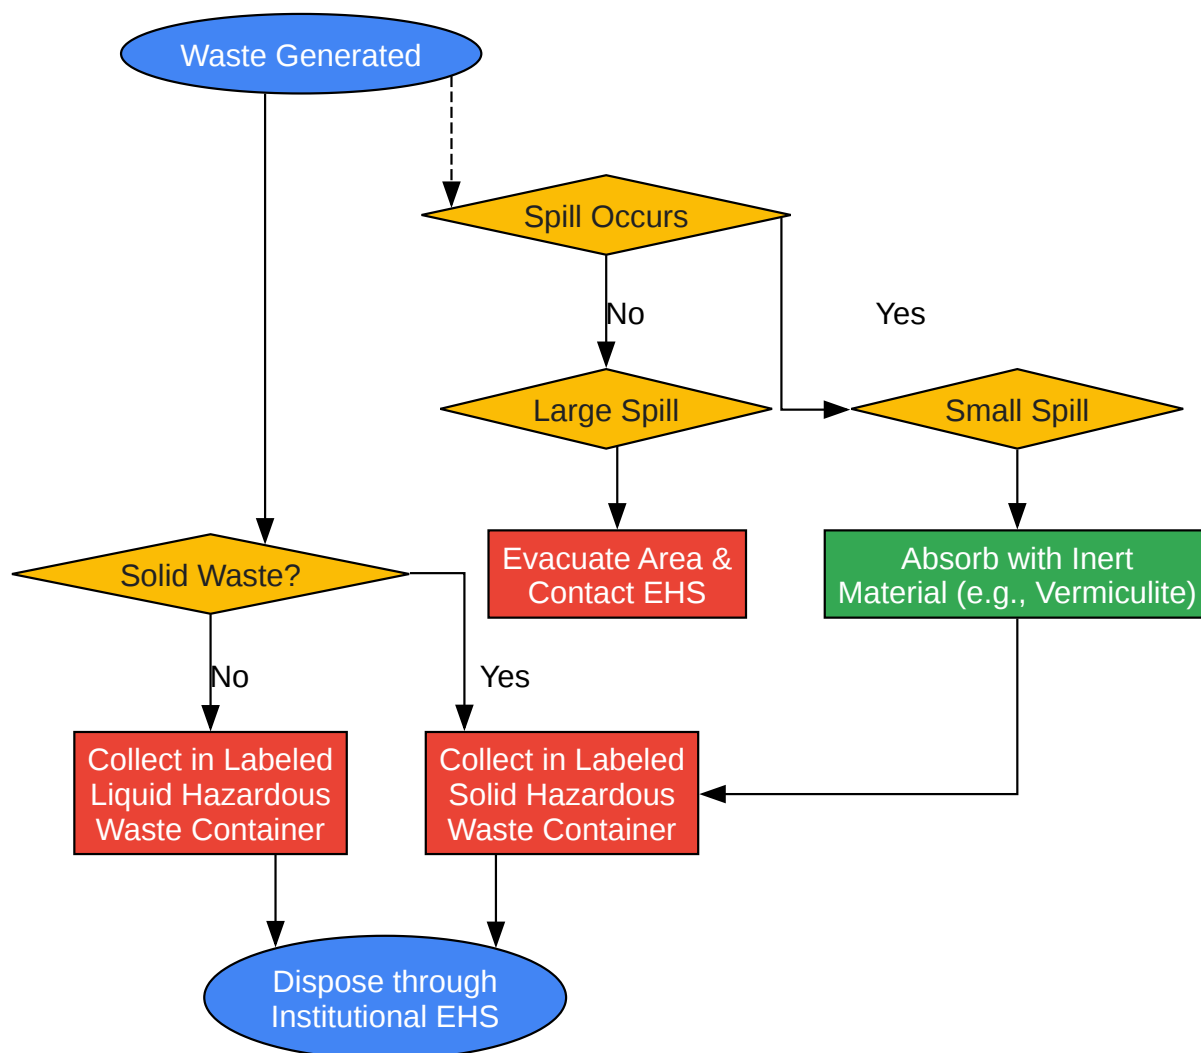 Waste Generated
Spill Occurs
No
Yes
Large Spill
Small Spill
Evacuate Area &
Contact EHS
Absorb with Inert
Material (e.g., Vermiculite)
Solid Waste?
No
Yes
Collect in Labeled
Liquid Hazardous
Waste Container
Collect in Labeled
Solid Hazardous
Waste Container
Dispose through
Institutional EHS